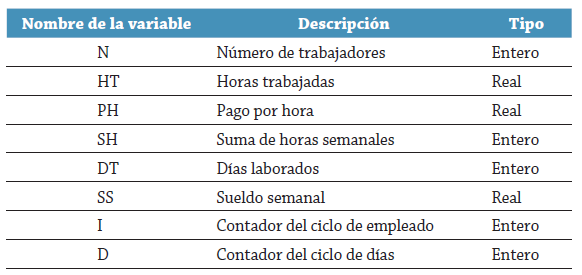 Nombre de la variable Descripción Tipo
N Número de trabajadores Entero
HT Horas trabajadas Real
PH Pago por hora Real
SH Suma de horas semanales Entero
DT Días laborados Entero
SS Sueldo semanal Real
I Contador del ciclo de empleado Entero
D Contador del ciclo de días Entero